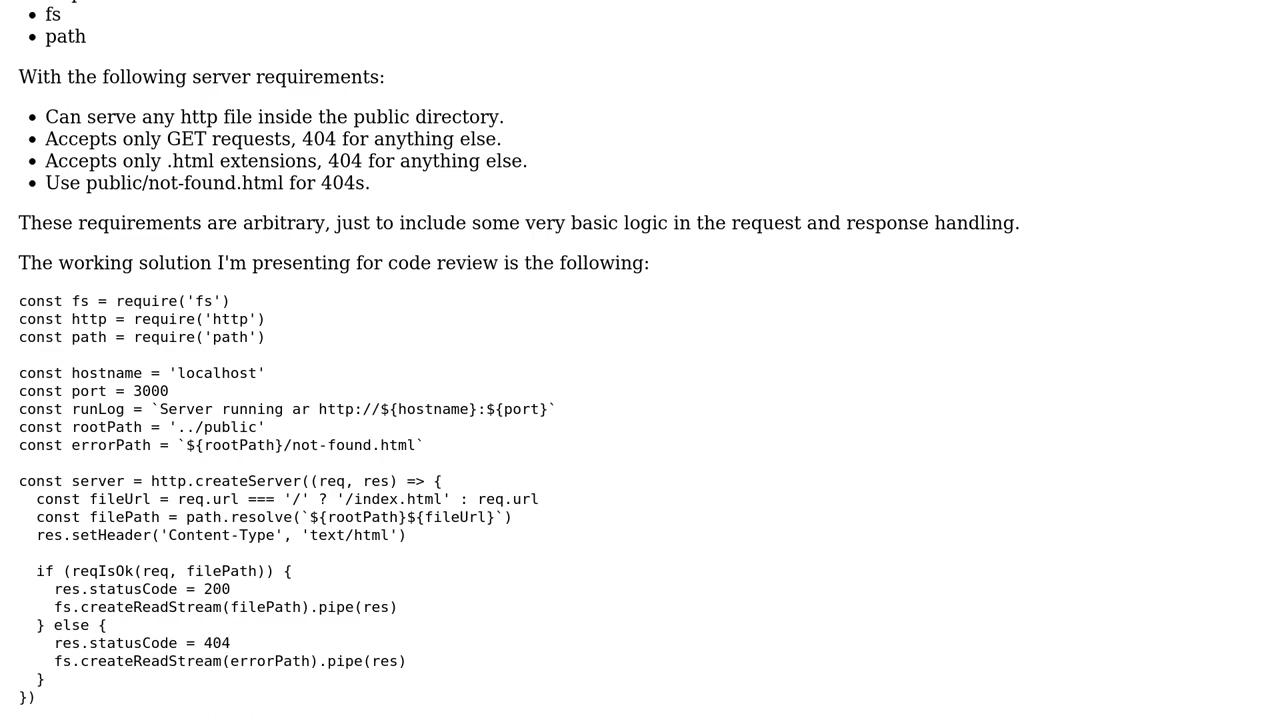 fs
path
With the following server requirements:
Can serve any http file inside the public directory.
Accepts only GET requests, 404 for anything else.
Accepts only .html extensions, 404 for anything else.
Use public/not-found.html for 404s.
These requirements are arbitrary, just to include some very basic logic in the request and response handling.
The working solution I'm presenting for code review is the following:
const fs = require('fs')
const http = require('http')
const path = require('path')
const hostname = 'localhost'
const port = 3000
const runLog = `Server running ar http://${hostname}:${port}`
const rootPath = '../public'
const errorPath = `${rootPath}/not-found.html`
const server = http.createServer((req, res) => {
  const fileUrl = req.url === '/' ? '/index.html' : req.url
  const filePath = path.resolve(`${rootPath}${fileUrl}`)
  res.setHeader('Content-Type', 'text/html')
  if (reqIsOk(req, filePath)) {
    res.statusCode = 200
    fs.createReadStream(filePath).pipe(res)
  } else {
    res.statusCode = 404
    fs.createReadStream(errorPath).pipe(res)
  }
})